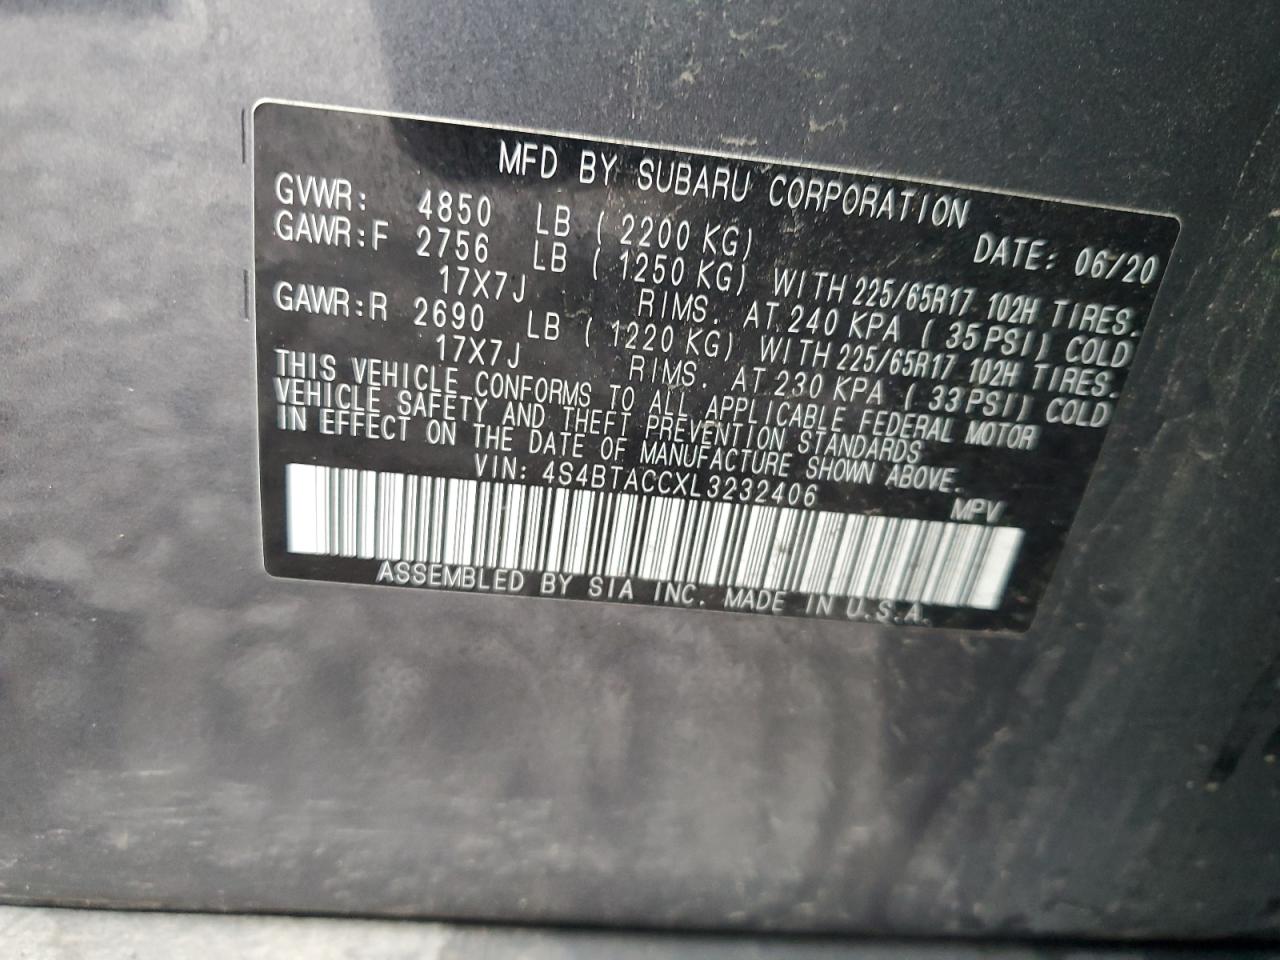 MFD BY SUBARU CORPORATION
DATE: 06/20
GVWR: 4850 LB ( 2200 KG)
GAWR:F 2756 LB ( 1250 KG) WITH 225/65R17 102H TIRES.
17X7J RIMS. AT 240 KPA ( 35 PSI) COLD
GAWR:R 2690 LB ( 1220 KG) WITH 225/65R17 102H TIRES.
17X7J RIMS. AT 230 KPA ( 33 PSI) COLD
THIS VEHICLE CONFORMS TO ALL APPLICABLE FEDERAL MOTOR
VEHICLE SAFETY AND THEFT PREVENTION STANDARDS
IN EFFECT ON THE DATE OF MANUFACTURE SHOWN ABOVE.
VIN: 4S4BTACCXL3232406 MPV
ASSEMBLED BY SIA INC. MADE IN U.S.A.